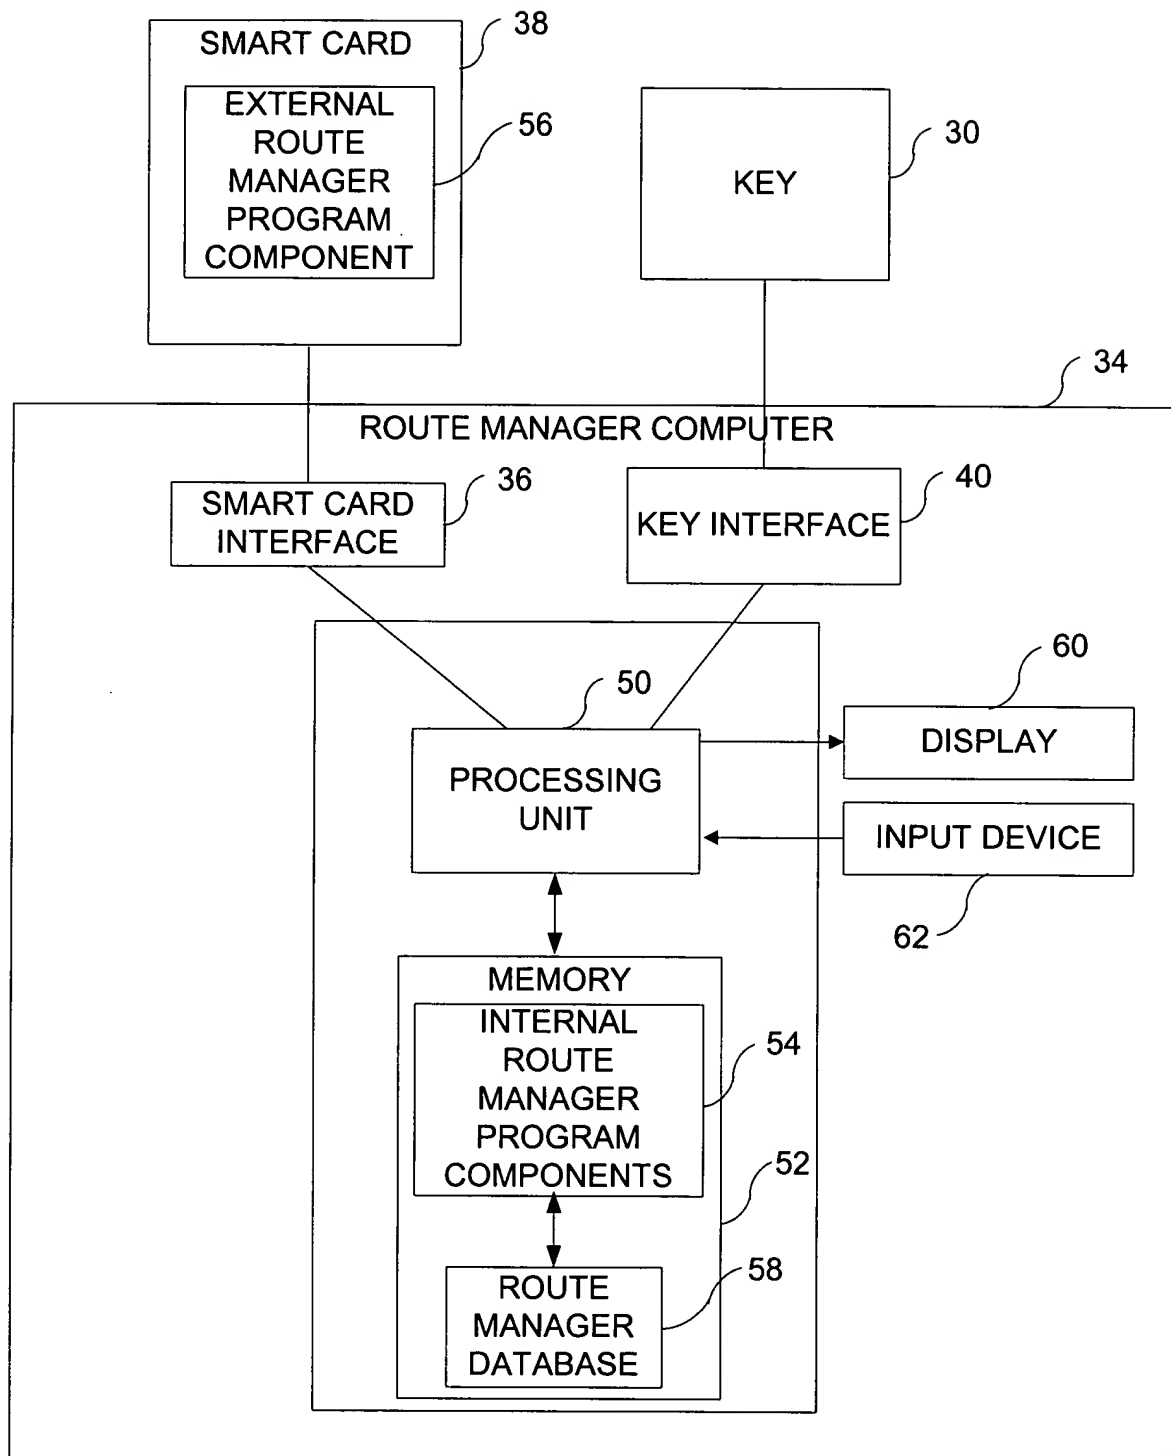 SMART CARD
38
EXTERNAL
ROUTE
MANAGER
PROGRAM
COMPONENT
56
KEY
30
34
ROUTE MANAGER COMPUTER
SMART CARD
INTERFACE
36
KEY INTERFACE
40
50
PROCESSING
UNIT
60
DISPLAY
INPUT DEVICE
62
MEMORY
INTERNAL
ROUTE
MANAGER
PROGRAM
COMPONENTS
54
52
ROUTE
MANAGER
DATABASE
58